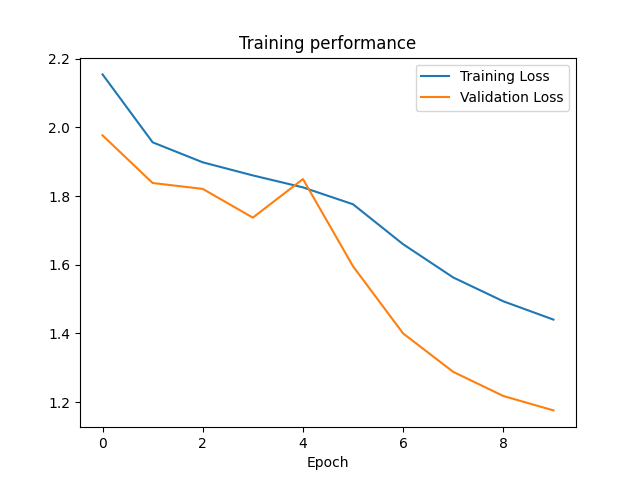 Training performance
Training Loss
Validation Loss
2.2
2.0
1.8
1.6
1.4
1.2
0 2 4 6 8
Epoch